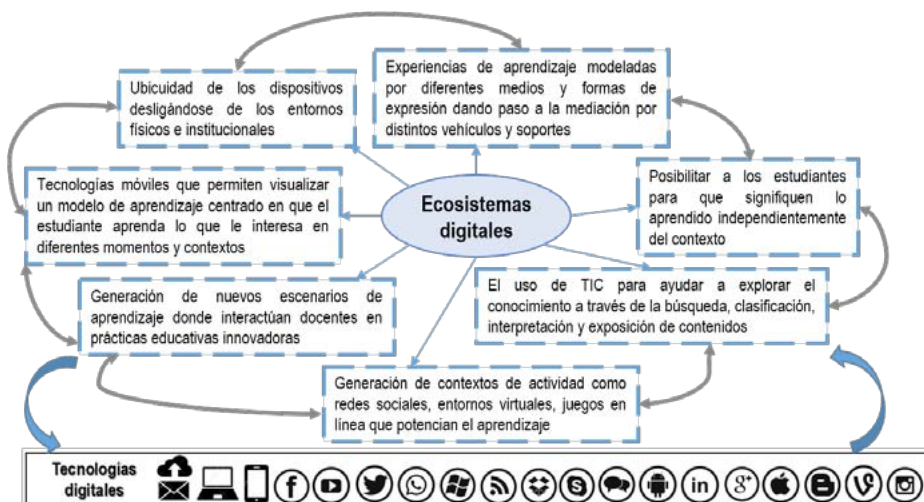 Ubicuidad de los dispositivos
desligándose de los entornos
físicos e institucionales
Experiencias de aprendizaje modeladas
por diferentes medios y formas de
expresión dando paso a la mediación por
distintos vehículos y soportes
Tecnologías móviles que permiten visualizar
un modelo de aprendizaje centrado en que el
estudiante aprenda lo que le interesa en
diferentes momentos y contextos
Ecosistemas
digitales
Posibilitar a los estudiantes
para que signifiquen lo
aprendido independientemente
del contexto
Generación de nuevos escenarios de
aprendizaje donde interactúan docentes en
prácticas educativas innovadoras
El uso de TIC para ayudar a explorar el
conocimiento a través de la búsqueda, clasificación,
interpretación y exposición de contenidos
Generación de contextos de actividad como
redes sociales, entornos virtuales, juegos en
línea que potencian el aprendizaje
Tecnologías
digitales